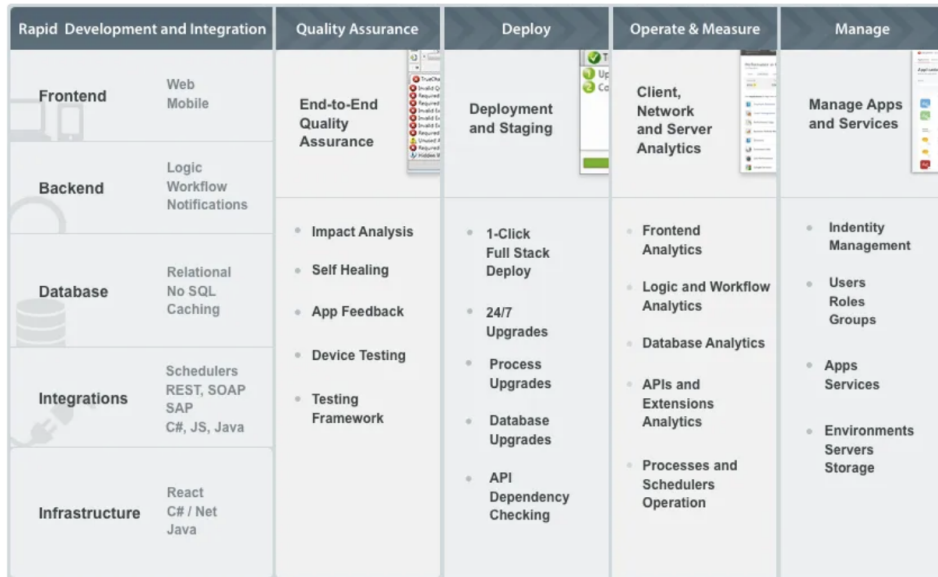 Rapid Development and Integration
Quality Assurance
Deploy
Operate & Measure
Manage
Frontend
Web
Mobile
Backend
Logic
Workflow
Notifications
Database
Relational
No SQL
Caching
Integrations
Schedulers
REST, SOAP
SAP
C#, JS, Java
Infrastructure
React
C# / Net
Java
End-to-End
Quality
Assurance
Impact Analysis
Self Healing
App Feedback
Device Testing
Testing
Framework
Deployment
and Staging
1-Click
Full Stack
Deploy
24/7
Upgrades
Process
Upgrades
Database
Upgrades
API
Dependency
Checking
Client,
Network
and Server
Analytics
Frontend
Analytics
Logic and Workflow
Analytics
Database Analytics
APIs and
Extensions
Analytics
Processes and
Schedulers
Operation
Manage Apps
and Services
Indentity
Management
Users
Roles
Groups
Apps
Services
Environments
Servers
Storage